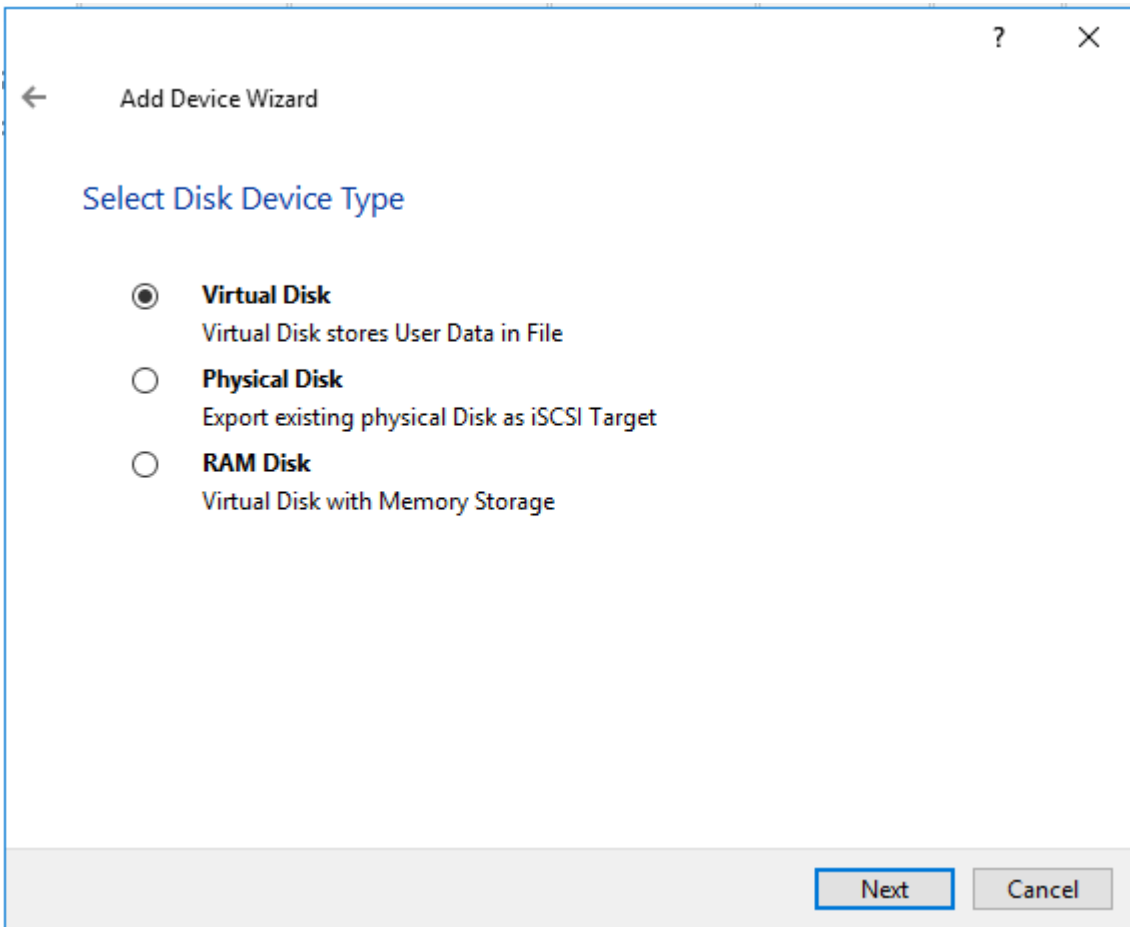 ?
Add Device Wizard
Select Disk Device Type
Virtual Disk
Virtual Disk stores User Data in File
Physical Disk
Export existing physical Disk as iSCSI Target
RAM Disk
Virtual Disk with Memory Storage
Next Cancel